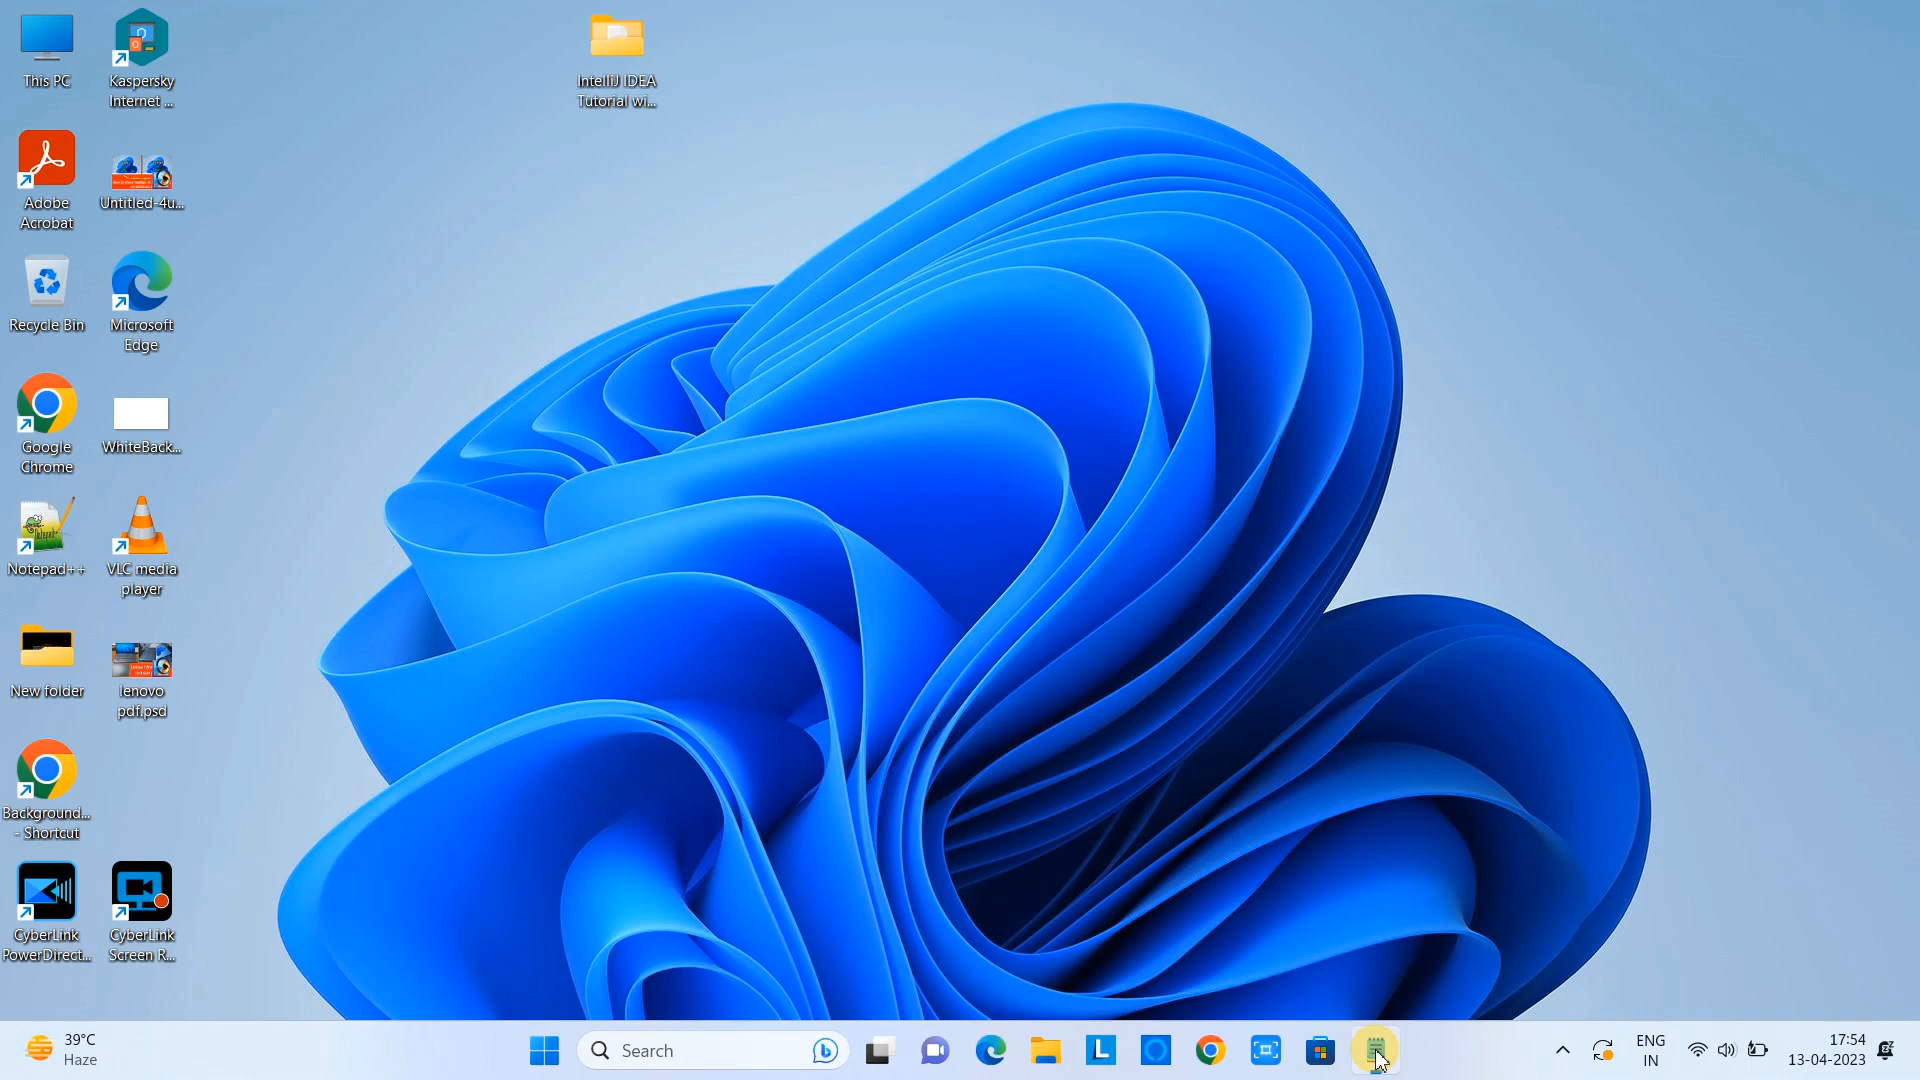 This PC
Kaspersky
Internet ...
IntelliJ IDEA
Tutorial wi...
Adobe
Acrobat
Untitled-4u...
Recycle Bin
Microsoft
Edge
Google
Chrome
WhiteBack...
Notepad++
VLC media
player
New folder
lenovo
pdf.psd
Background...
- Shortcut
CyberLink
PowerDirect...
CyberLink
Screen R...
39°C
Haze
Search
L
ENG
IN
17:54
13-04-2023